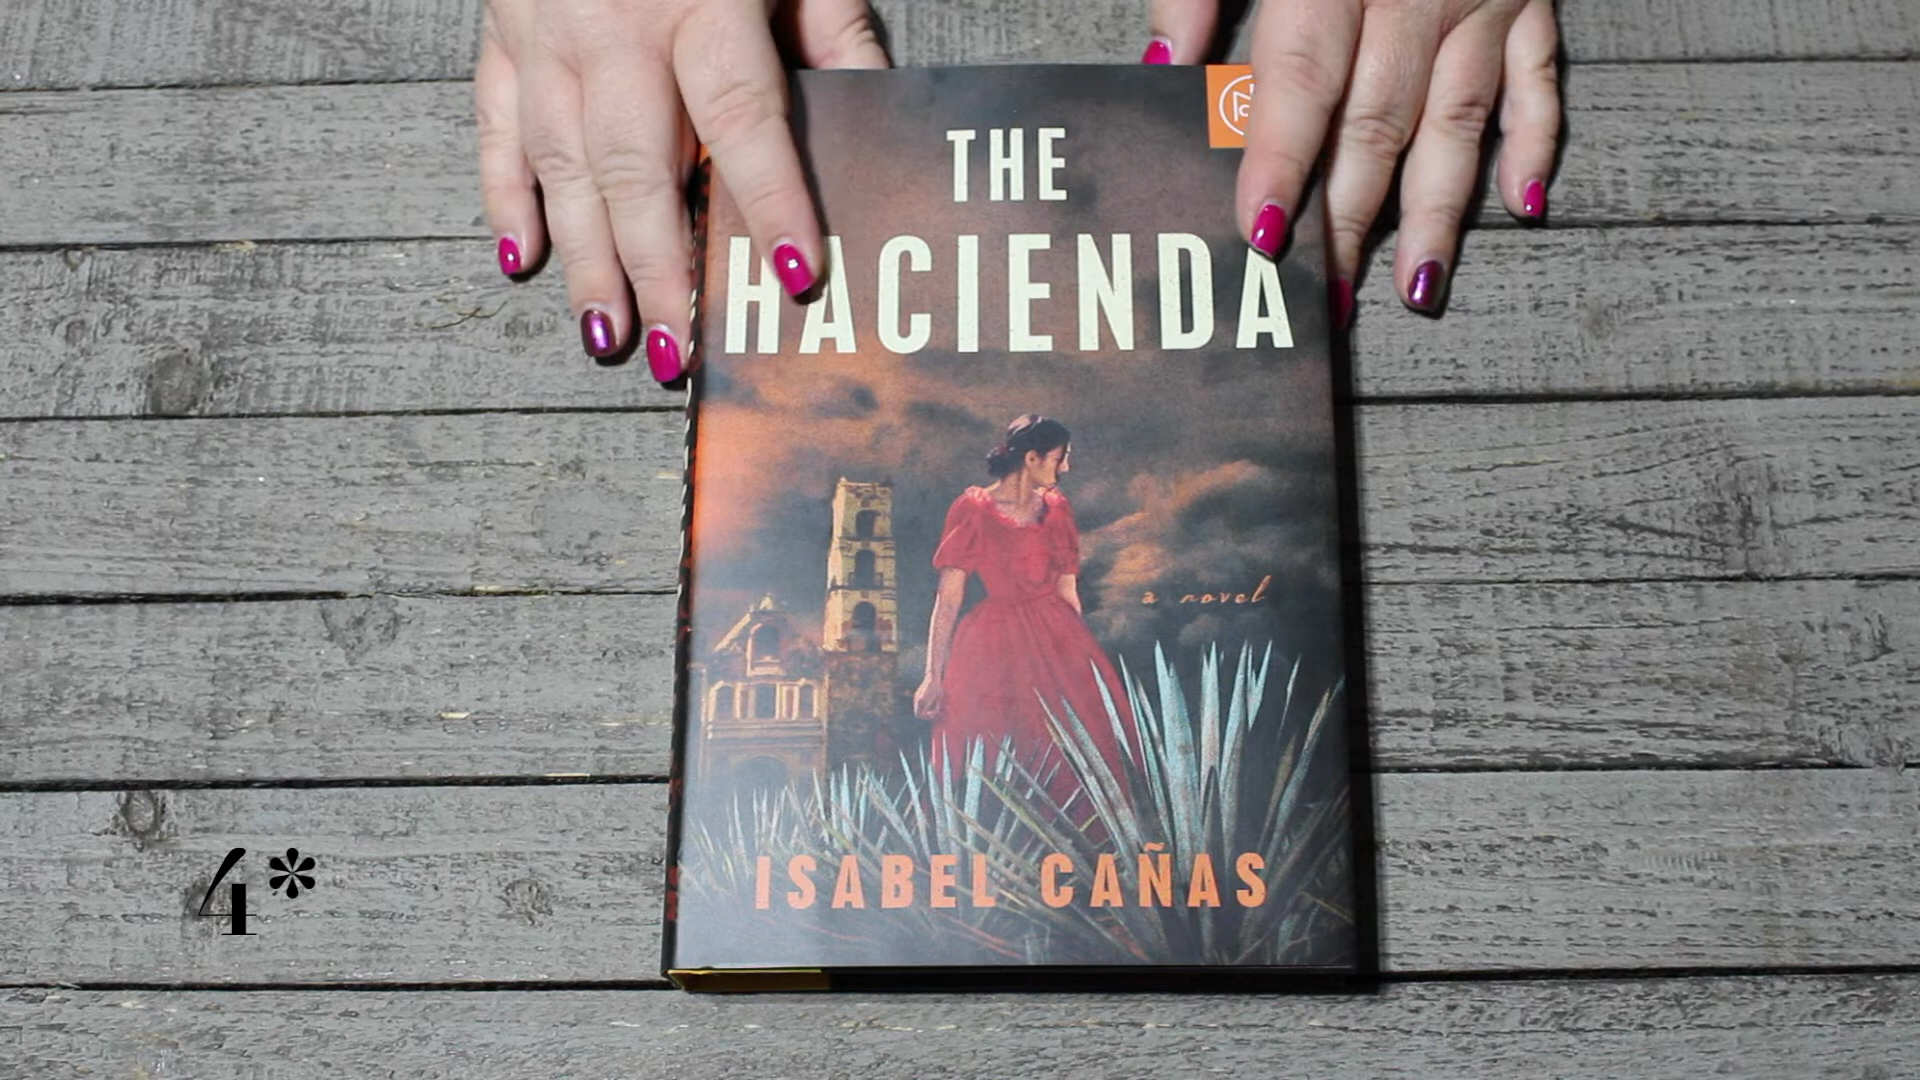 THE
HACIENDA
a novel
ISABEL CAÑAS
4*